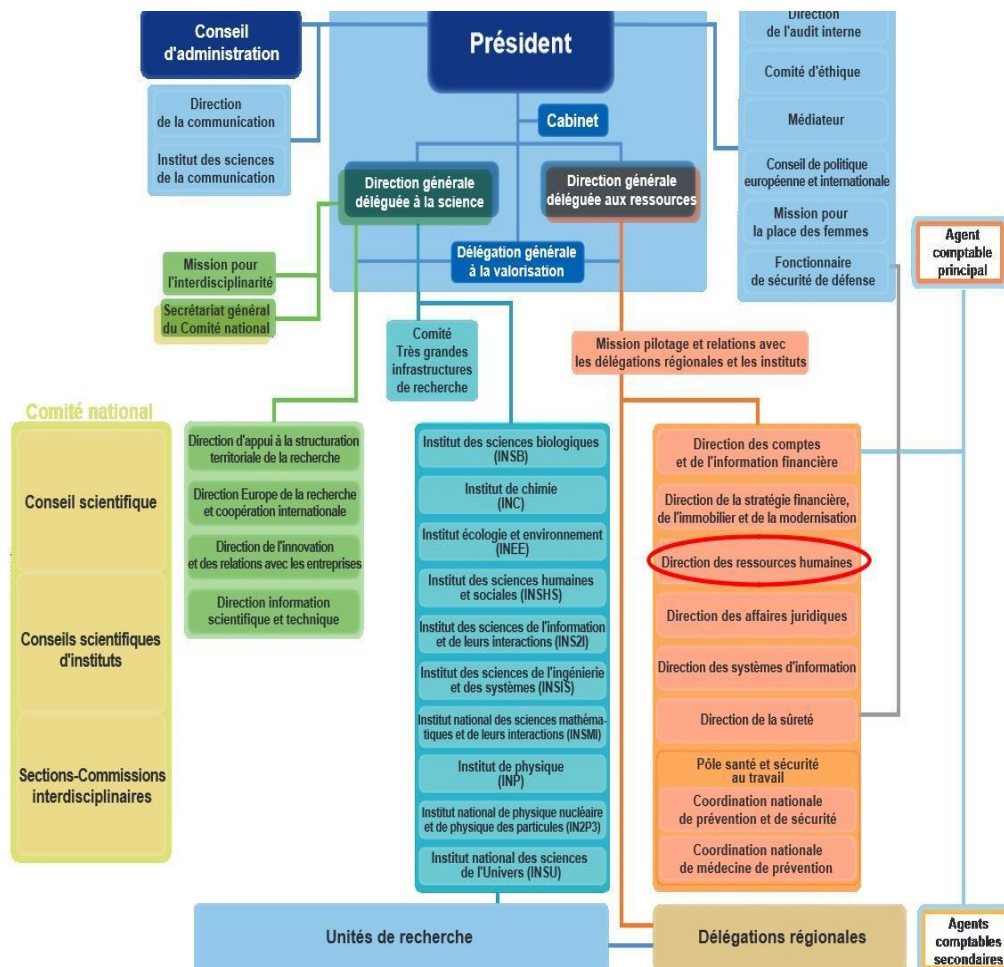 Conseil
d'administration
Président
Direction
de l'audit interne
Comité d'éthique
Médiateur
Conseil de politique
européenne et internationale
Mission pour
la place des femmes
Fonctionnaire
de sécurité de défense
Direction
de la communication
Institut des sciences
de la communication
Cabinet
Direction générale
déléguée à la science
Direction générale
déléguée aux ressources
Délégation générale
à la valorisation
Agent
comptable
principal
Mission pour
l'interdisciplinarité
Secrétariat général
du Comité national
Comité
Très grandes
infrastructures
de recherche
Mission pilotage et relations avec
les délégations régionales et les instituts
Comité national
Conseil scientifique
Conseils scientifiques
d'instituts
Sections-Commissions
interdisciplinaires
Direction d'appui à la structuration
territoriale de la recherche
Direction Europe de la recherche
et coopération internationale
Direction de l'innovation
et des relations avec les entreprises
Direction information
scientifique et technique
Institut des sciences biologiques
(INSB)
Institut de chimie
(INC)
Institut écologie et environnement
(INEE)
Institut des sciences humaines
et sociales (INSHS)
Institut des sciences de l'information
et de leurs interactions (INS2I)
Institut des sciences de l'ingénierie
et des systèmes (INSIS)
Institut national des sciences mathéma-
tiques et de leurs interactions (INSMI)
Institut de physique
(INP)
Institut national de physique nucléaire
et de physique des particules (IN2P3)
Institut national des sciences
de l'Univers (INSU)
Direction des comptes
et de l'information financière
Direction de la stratégie financière,
de l'immobilier et de la modernisation
Direction des ressources humaines
Direction des affaires juridiques
Direction des systèmes d'information
Direction de la sûreté
Pôle santé et sécurité
au travail
Coordination nationale
de prévention et de sécurité
Coordination nationale
de médecine de prévention
Unités de recherche
Délégations régionales
Agents
comptables
secondaires